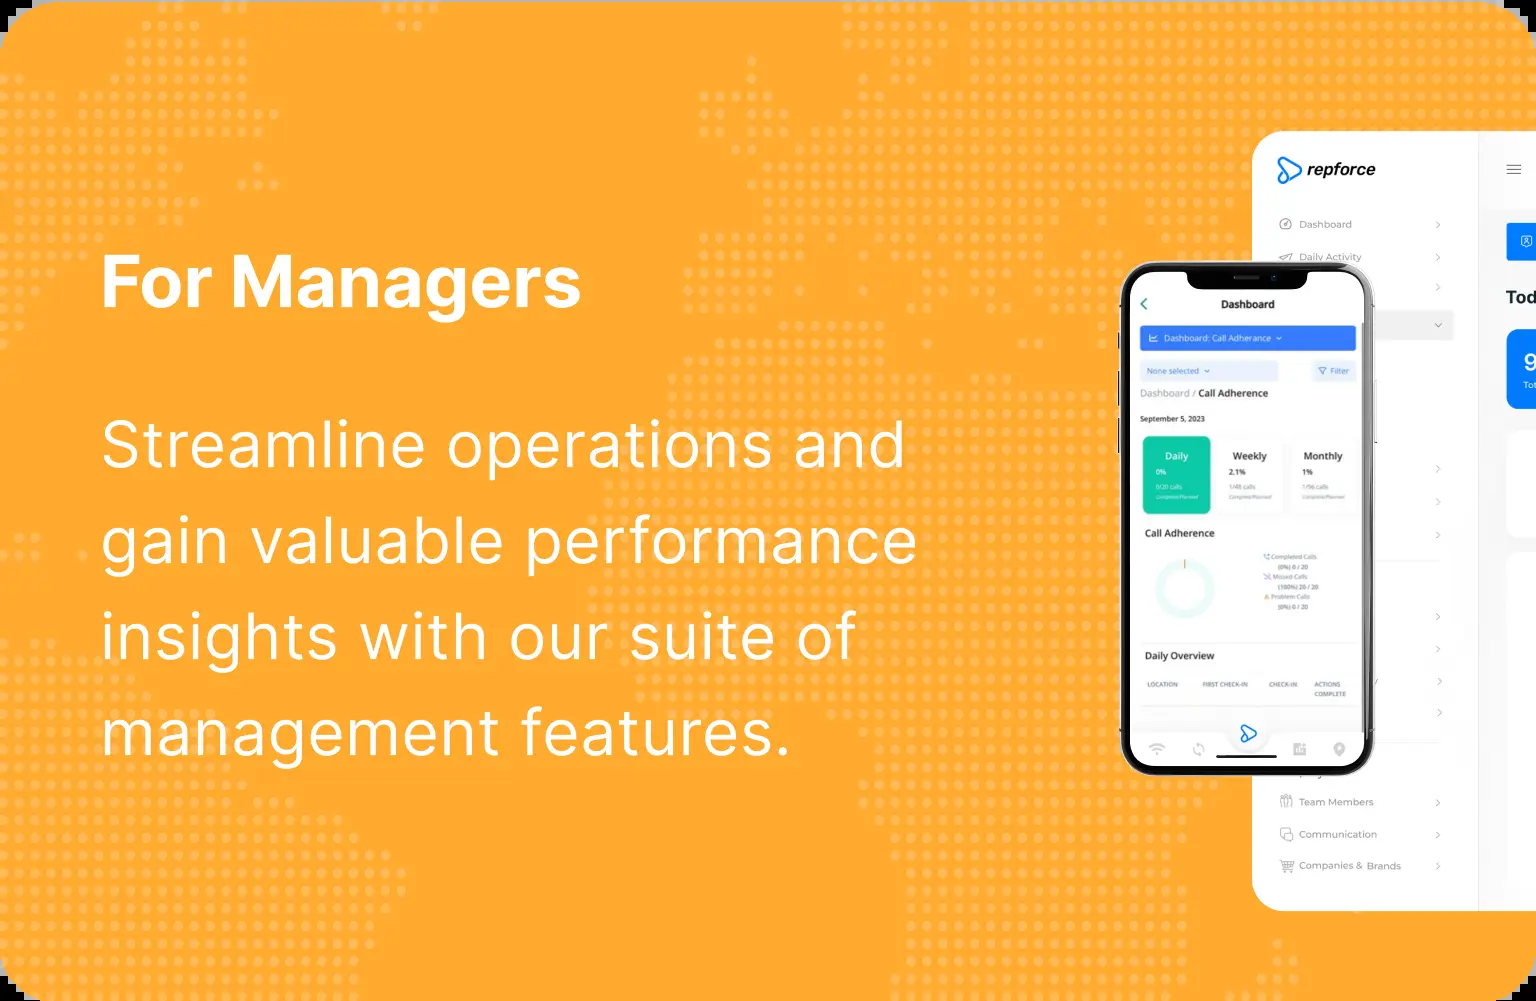 For Managers
Streamline operations and
gain valuable performance
insights with our suite of
management features.
repforce
Dashboard
Daily Activity
Team Members
Communication
Companies & Brands
Tod
9
Tot
Dashboard
Dashboard: Call Adherance
None selected
Filter
Dashboard / Call Adherence
September 5, 2023
Daily
0%
0/20 calls
Complete/Planned
Weekly
2.1%
1/48 calls
Complete/Planned
Monthly
1%
1/96 calls
Complete/Planned
Call Adherence
Completed Calls
(0%) 0 / 20
Missed Calls
(100%) 20 / 20
Problem Calls
(0%) 0 / 20
Daily Overview
LOCATION FIRST CHECK-IN CHECK-IN ACTIONS
COMPLETE